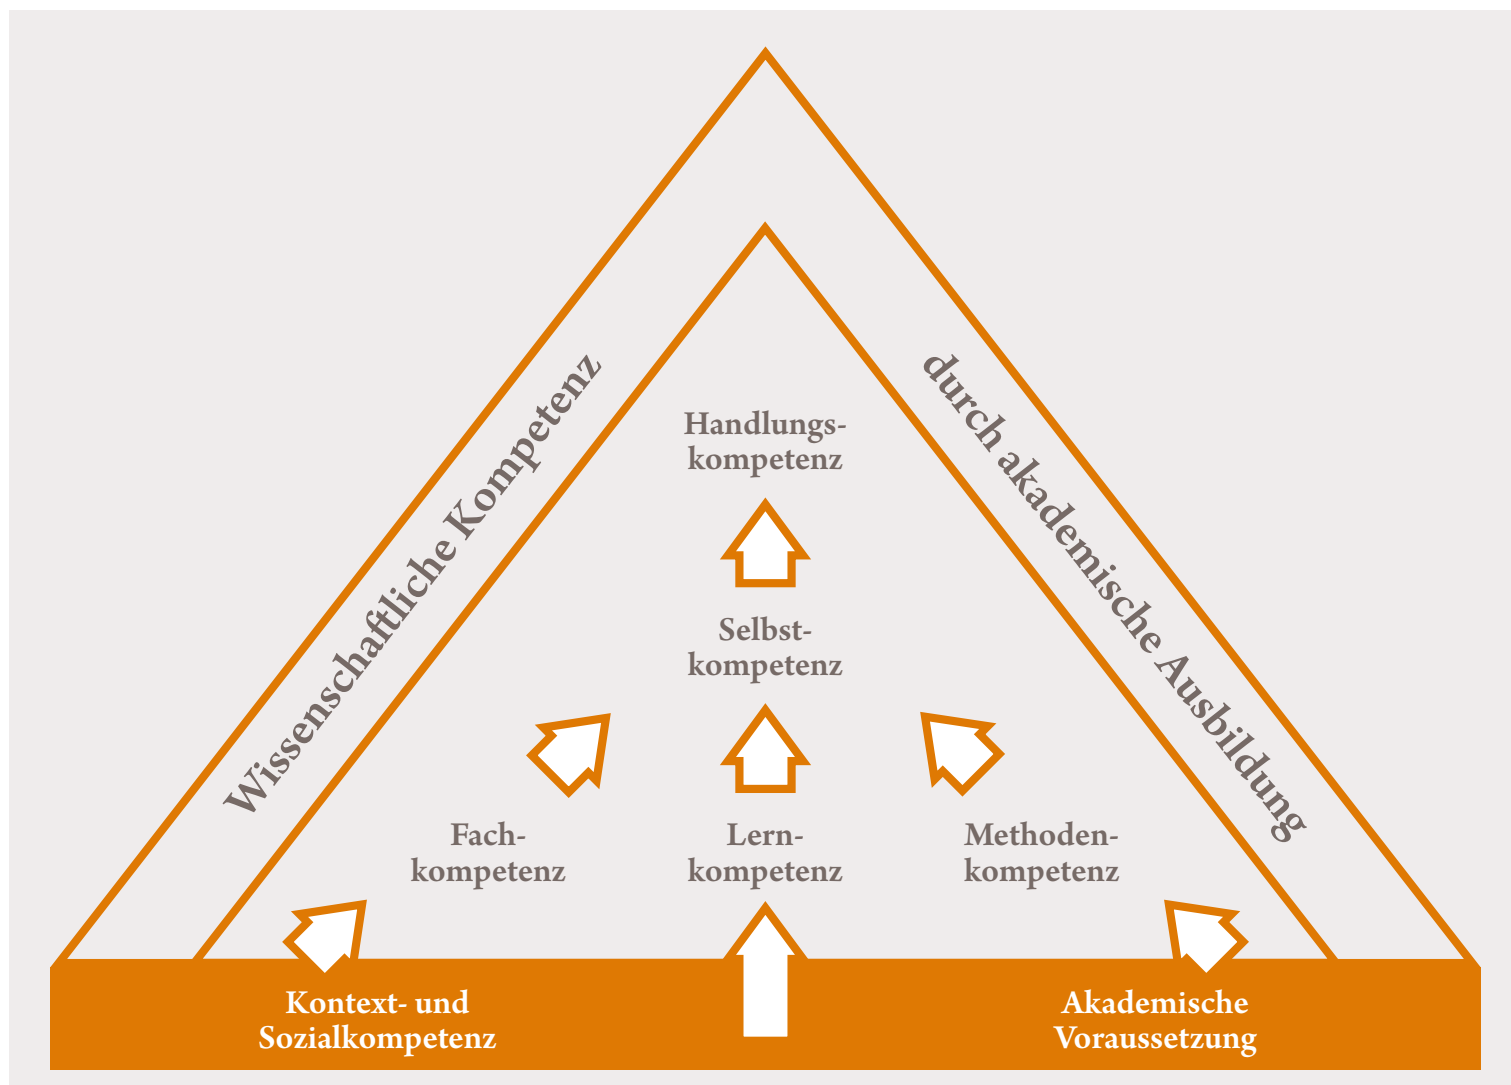 Wissenschaftliche Kompetenz
durch akademische Ausbildung
Handlungs-
kompetenz
Selbst-
kompetenz
Fach-
kompetenz
Lern-
kompetenz
Methoden-
kompetenz
Kontext- und
Sozialkompetenz
Akademische
Voraussetzung